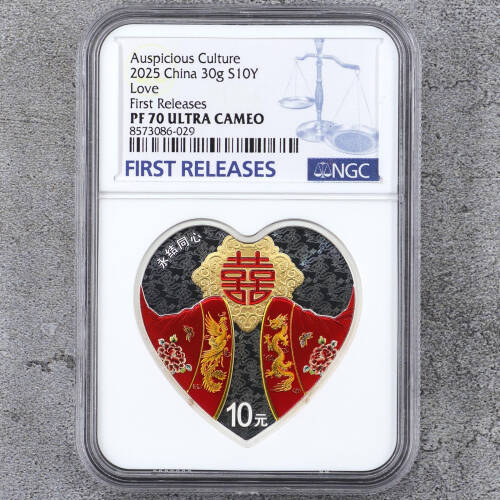 Auspicious Culture
2025 China 30g S10Y
Love
First Releases
PF 70 ULTRA CAMEO
8573086-029
FIRST RELEASES
NGC
永结同心
囍
10元